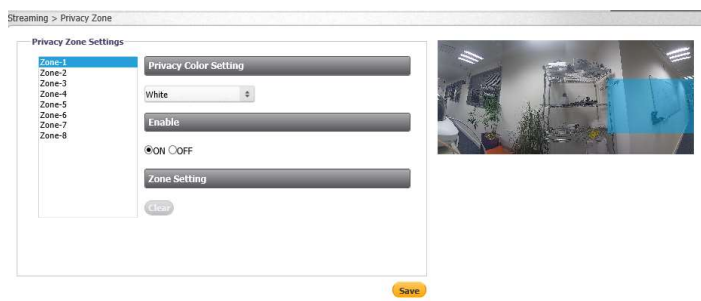 Streaming > Privacy Zone
Privacy Zone Settings
Zone-1
Zone-2
Zone-3
Zone-4
Zone-5
Zone-6
Zone-7
Zone-8
Privacy Color Setting
White
Enable
ON OFF
Zone Setting
Clear
Save